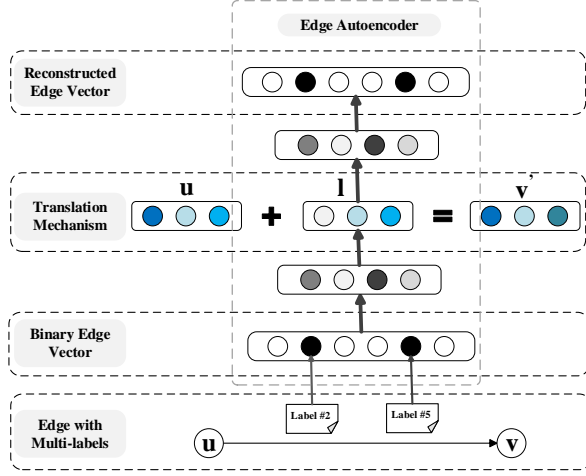 Edge Autoencoder
Reconstructed
Edge Vector
u
l
v'
Translation
Mechanism
+
=
Binary Edge
Vector
Label #2
Label #5
Edge with
Multi-labels
u
v